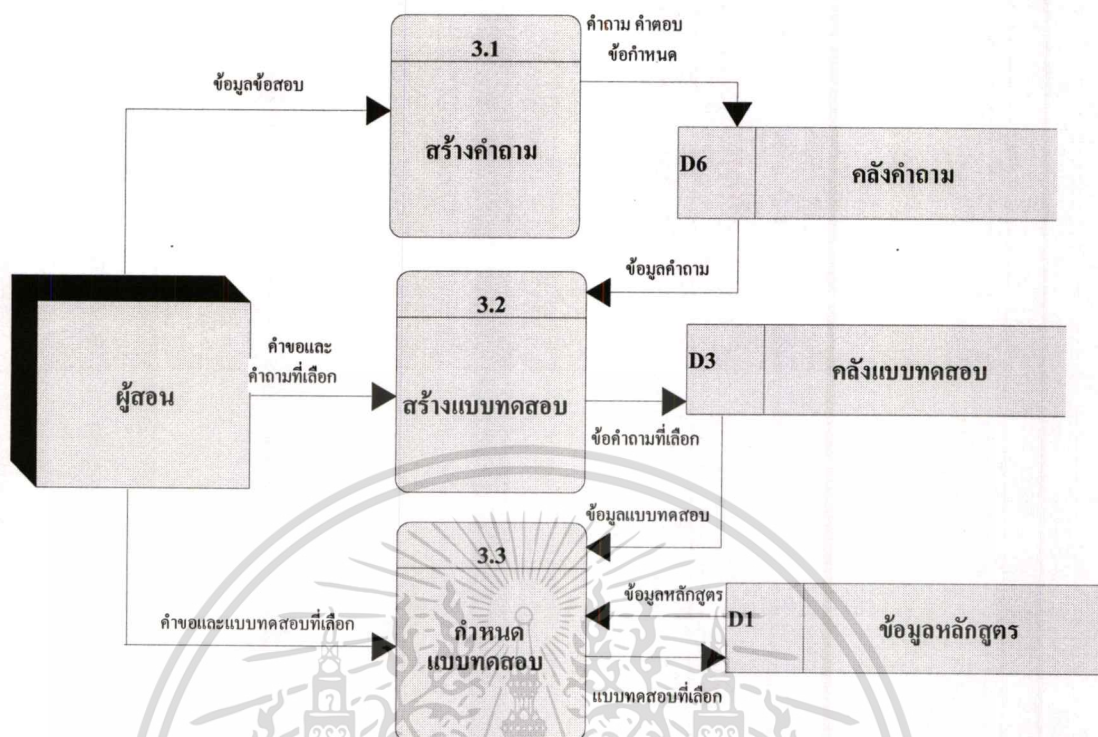 3.1
สร้างคำถาม
ข้อมูลข้อสอบ
คำถาม คำตอบ
ข้อกำหนด
D6
คลังคำถาม
ข้อมูลคำถาม
ผู้สอน
คำขอและ
คำถามที่เลือก
3.2
สร้างแบบทดสอบ
D3
คลังแบบทดสอบ
ข้อคำถามที่เลือก
ข้อมูลแบบทดสอบ
3.3
กำหนด
แบบทดสอบ
คำขอและแบบทดสอบที่เลือก
ข้อมูลหลักสูตร
D1
ข้อมูลหลักสูตร
แบบทดสอบที่เลือก